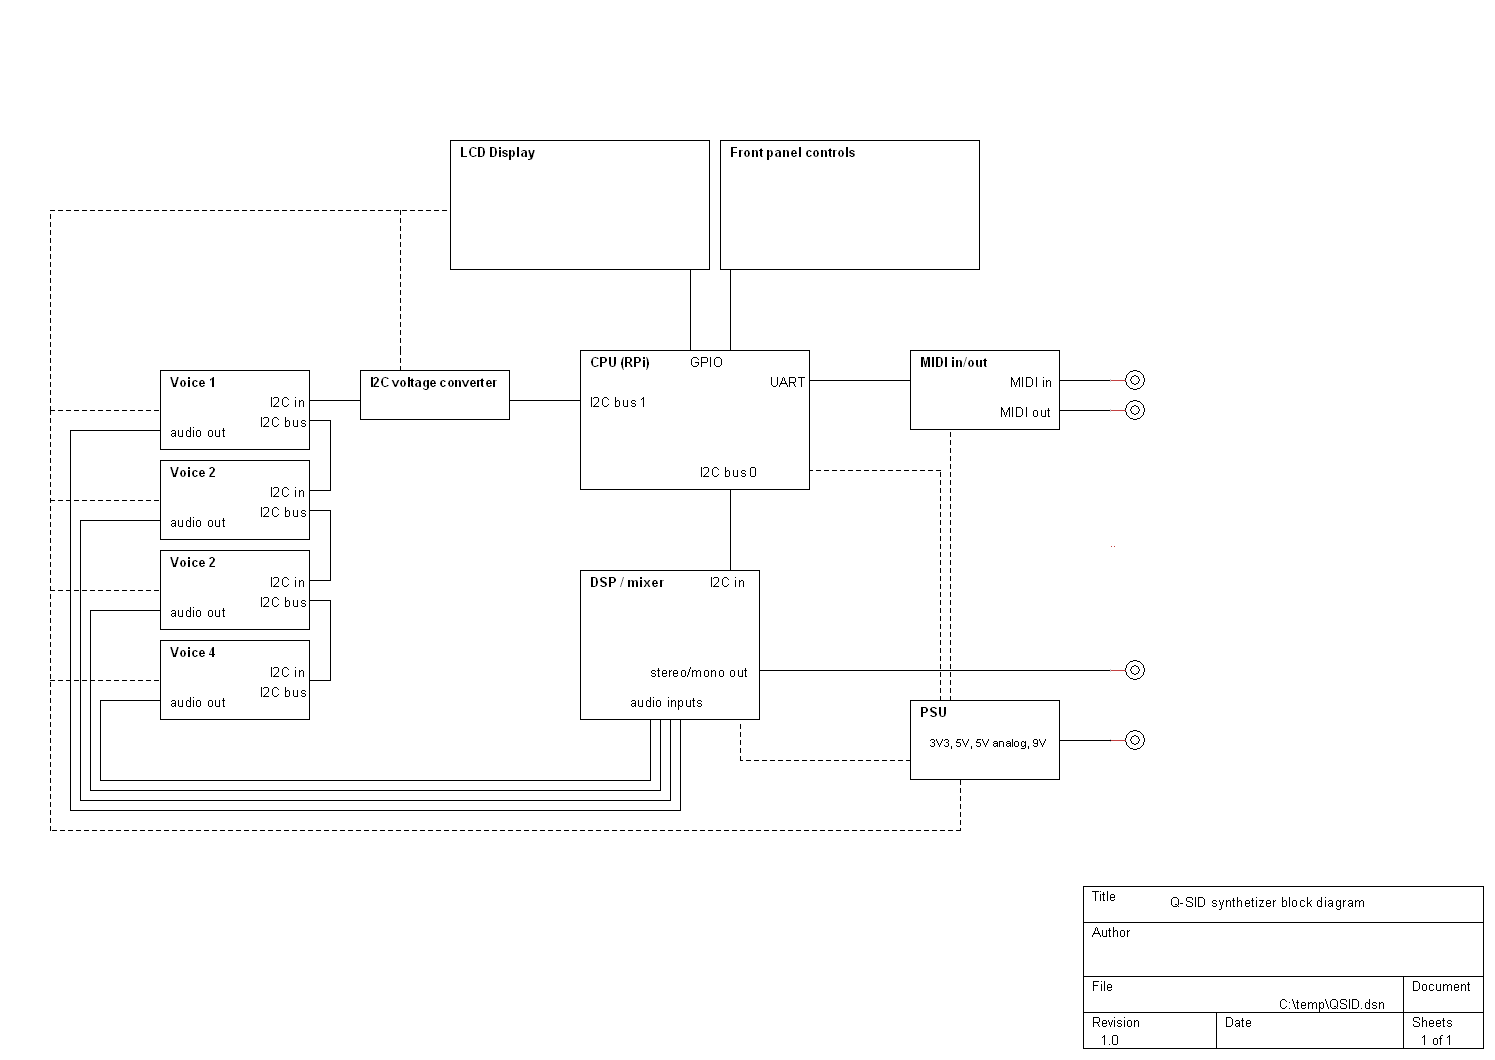 LCD Display
Front panel controls
CPU (RPi)
GPIO
UART
I2C bus 1
I2C bus 0
MIDI in/out
MIDI in
MIDI out
I2C voltage converter
Voice 1
I2C in
I2C bus
audio out
Voice 2
I2C in
I2C bus
audio out
Voice 2
I2C in
I2C bus
audio out
Voice 4
I2C in
I2C bus
audio out
DSP / mixer
I2C in
stereo/mono out
audio inputs
PSU
3V3, 5V, 5V analog, 9V
Title
Q-SID synthetizer block diagram
Author
File
C:\temp\QSID.dsn
Document
Revision
1.0
Date
Sheets
1 of 1